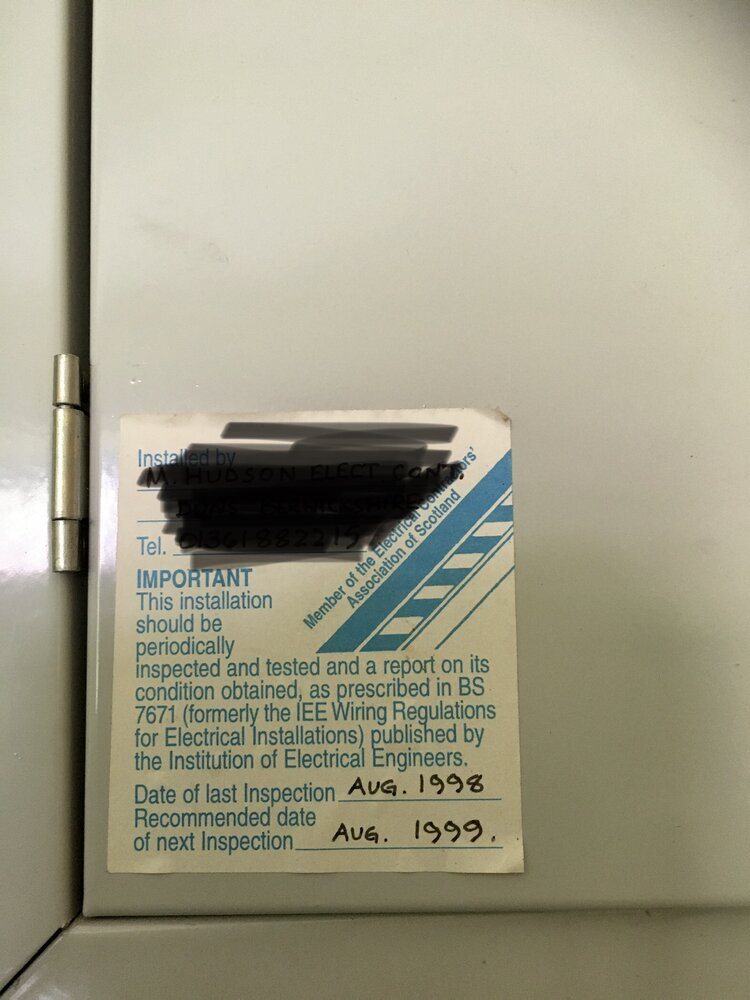 Installed by
Tel.
Member of the Electrical Contractors'
Association of Scotland
IMPORTANT
This installation
should be
periodically
inspected and tested and a report on its
condition obtained, as prescribed in BS
7671 (formerly the IEE Wiring Regulations
for Electrical Installations) published by
the Institution of Electrical Engineers.
Date of last Inspection AUG. 1998
Recommended date
of next Inspection AUG. 1999.